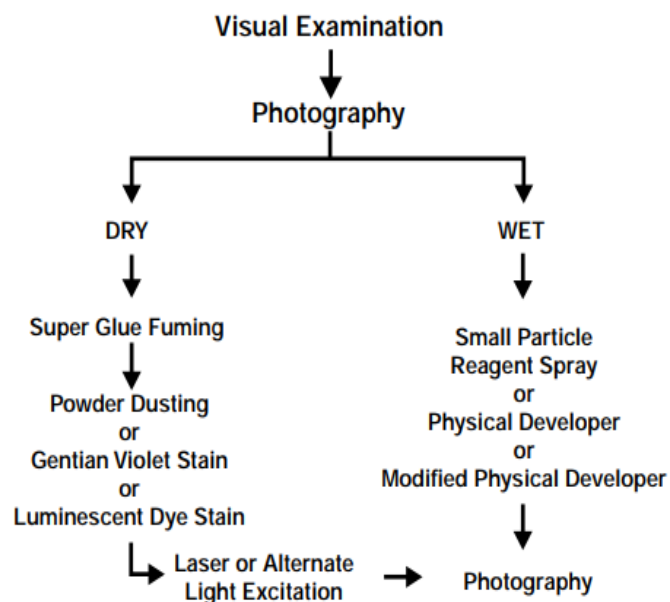 Visual Examination
Photography
DRY
WET
Super Glue Fuming
Small Particle
Reagent Spray
or
Physical Developer
or
Modified Physical Developer
Powder Dusting
or
Gentian Violet Stain
or
Luminescent Dye Stain
Laser or Alternate
Light Excitation
Photography